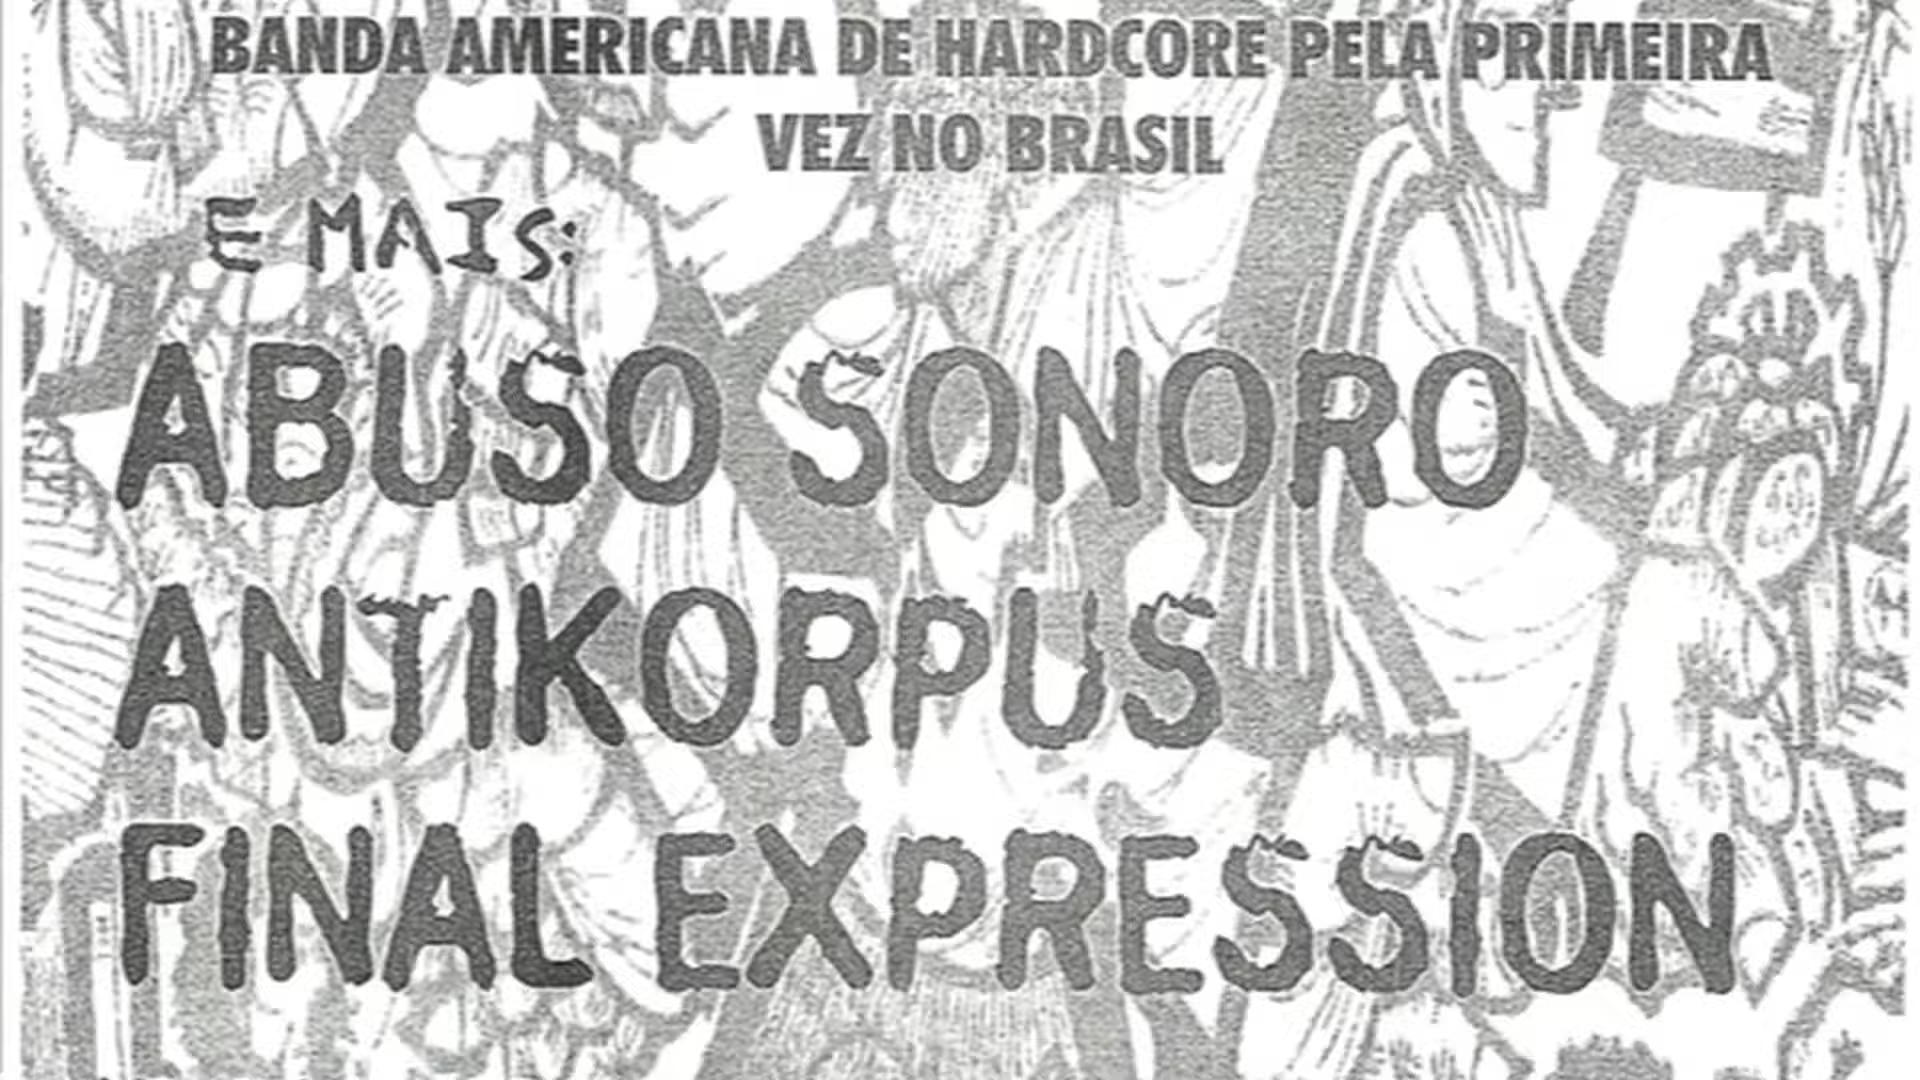 BANDA AMERICANA DE HARDCORE PELA PRIMEIRA
VEZ NO BRASIL
E MAIS:
ABUSO SONORO
ANTIKORPUS
FINAL EXPRESSION